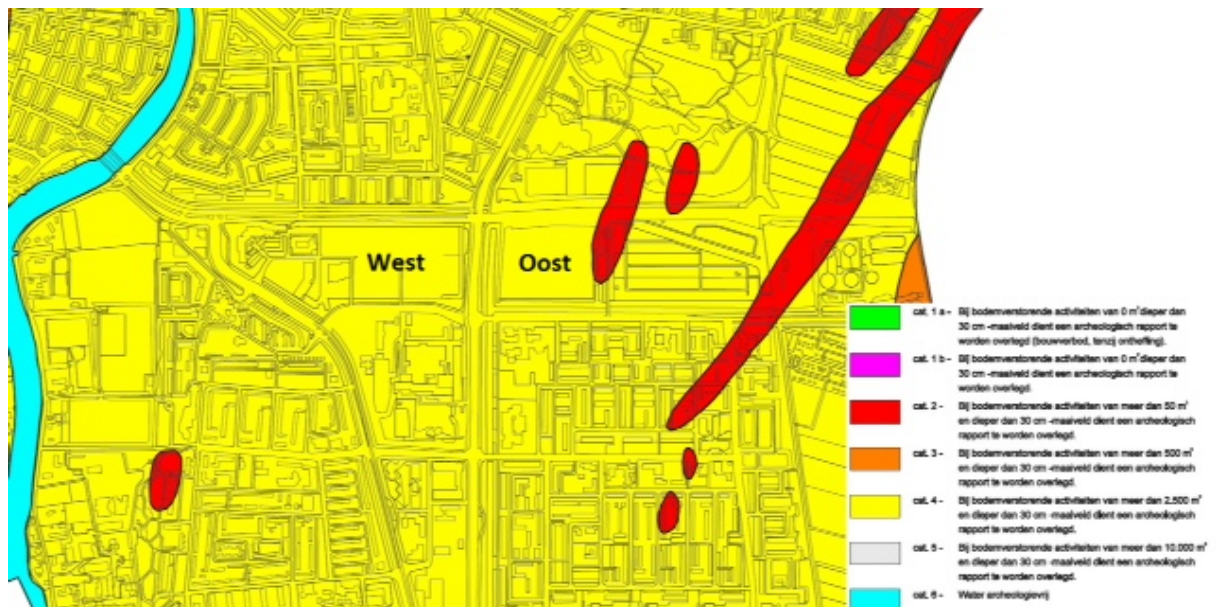 West
Oost
cat. 1 a - Bij bodemverstorende activiteiten van 0 m² dieper dan
30 cm -maaiveld dient een archeologisch rapport te
worden overlegd (bouwverbod, tenzij ontheffing).
cat. 1 b - Bij bodemverstorende activiteiten van 0 m² dieper dan
30 cm -maaiveld dient een archeologisch rapport te
worden overlegd.
cat. 2 - Bij bodemverstorende activiteiten van meer dan 50 m²
en dieper dan 30 cm -maaiveld dient een archeologisch
rapport te worden overlegd.
cat. 3 - Bij bodemverstorende activiteiten van meer dan 500 m²
en dieper dan 30 cm -maaiveld dient een archeologisch
rapport te worden overlegd.
cat. 4 - Bij bodemverstorende activiteiten van meer dan 2.500 m²
en dieper dan 30 cm -maaiveld dient een archeologisch
rapport te worden overlegd.
cat. 5 - Bij bodemverstorende activiteiten van meer dan 10.000 m²
en dieper dan 30 cm -maaiveld dient een archeologisch
rapport te worden overlegd.
cat. 6 - Water archeologievrij